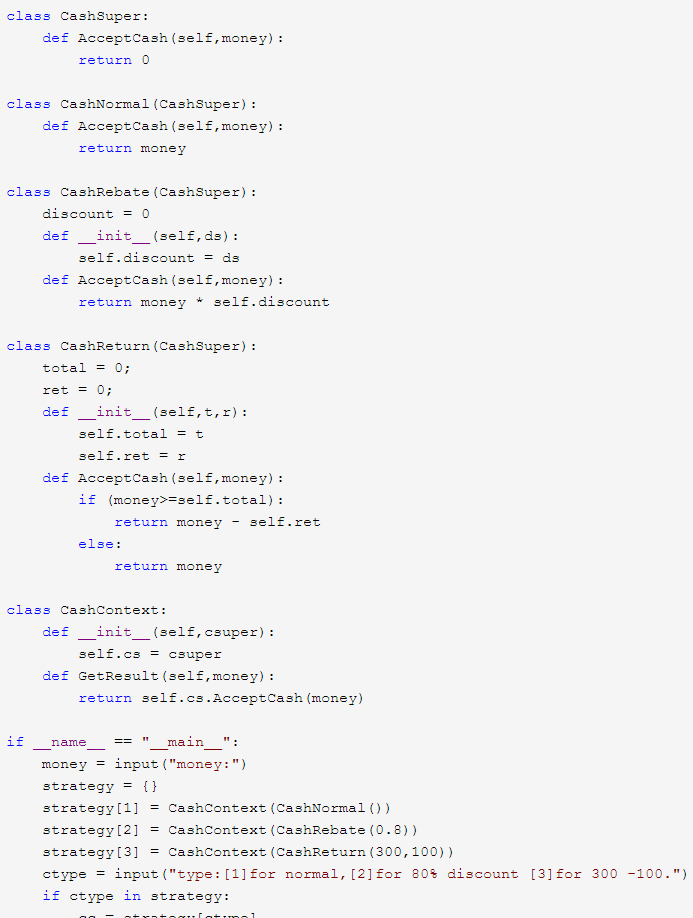 class CashSuper:
    def AcceptCash(self,money):
        return 0

class CashNormal(CashSuper):
    def AcceptCash(self,money):
        return money

class CashRebate(CashSuper):
    discount = 0
    def __init__(self,ds):
        self.discount = ds
    def AcceptCash(self,money):
        return money * self.discount

class CashReturn(CashSuper):
    total = 0;
    ret = 0;
    def __init__(self,t,r):
        self.total = t
        self.ret = r
    def AcceptCash(self,money):
        if (money>=self.total):
            return money - self.ret
        else:
            return money

class CashContext:
    def __init__(self,csuper):
        self.cs = csuper
    def GetResult(self,money):
        return self.cs.AcceptCash(money)

if __name__ == "__main__":
    money = input("money:")
    strategy = {}
    strategy[1] = CashContext(CashNormal())
    strategy[2] = CashContext(CashRebate(0.8))
    strategy[3] = CashContext(CashReturn(300,100))
    ctype = input("type:[1]for normal,[2]for 80% discount [3]for 300 -100.")
    if ctype in strategy: